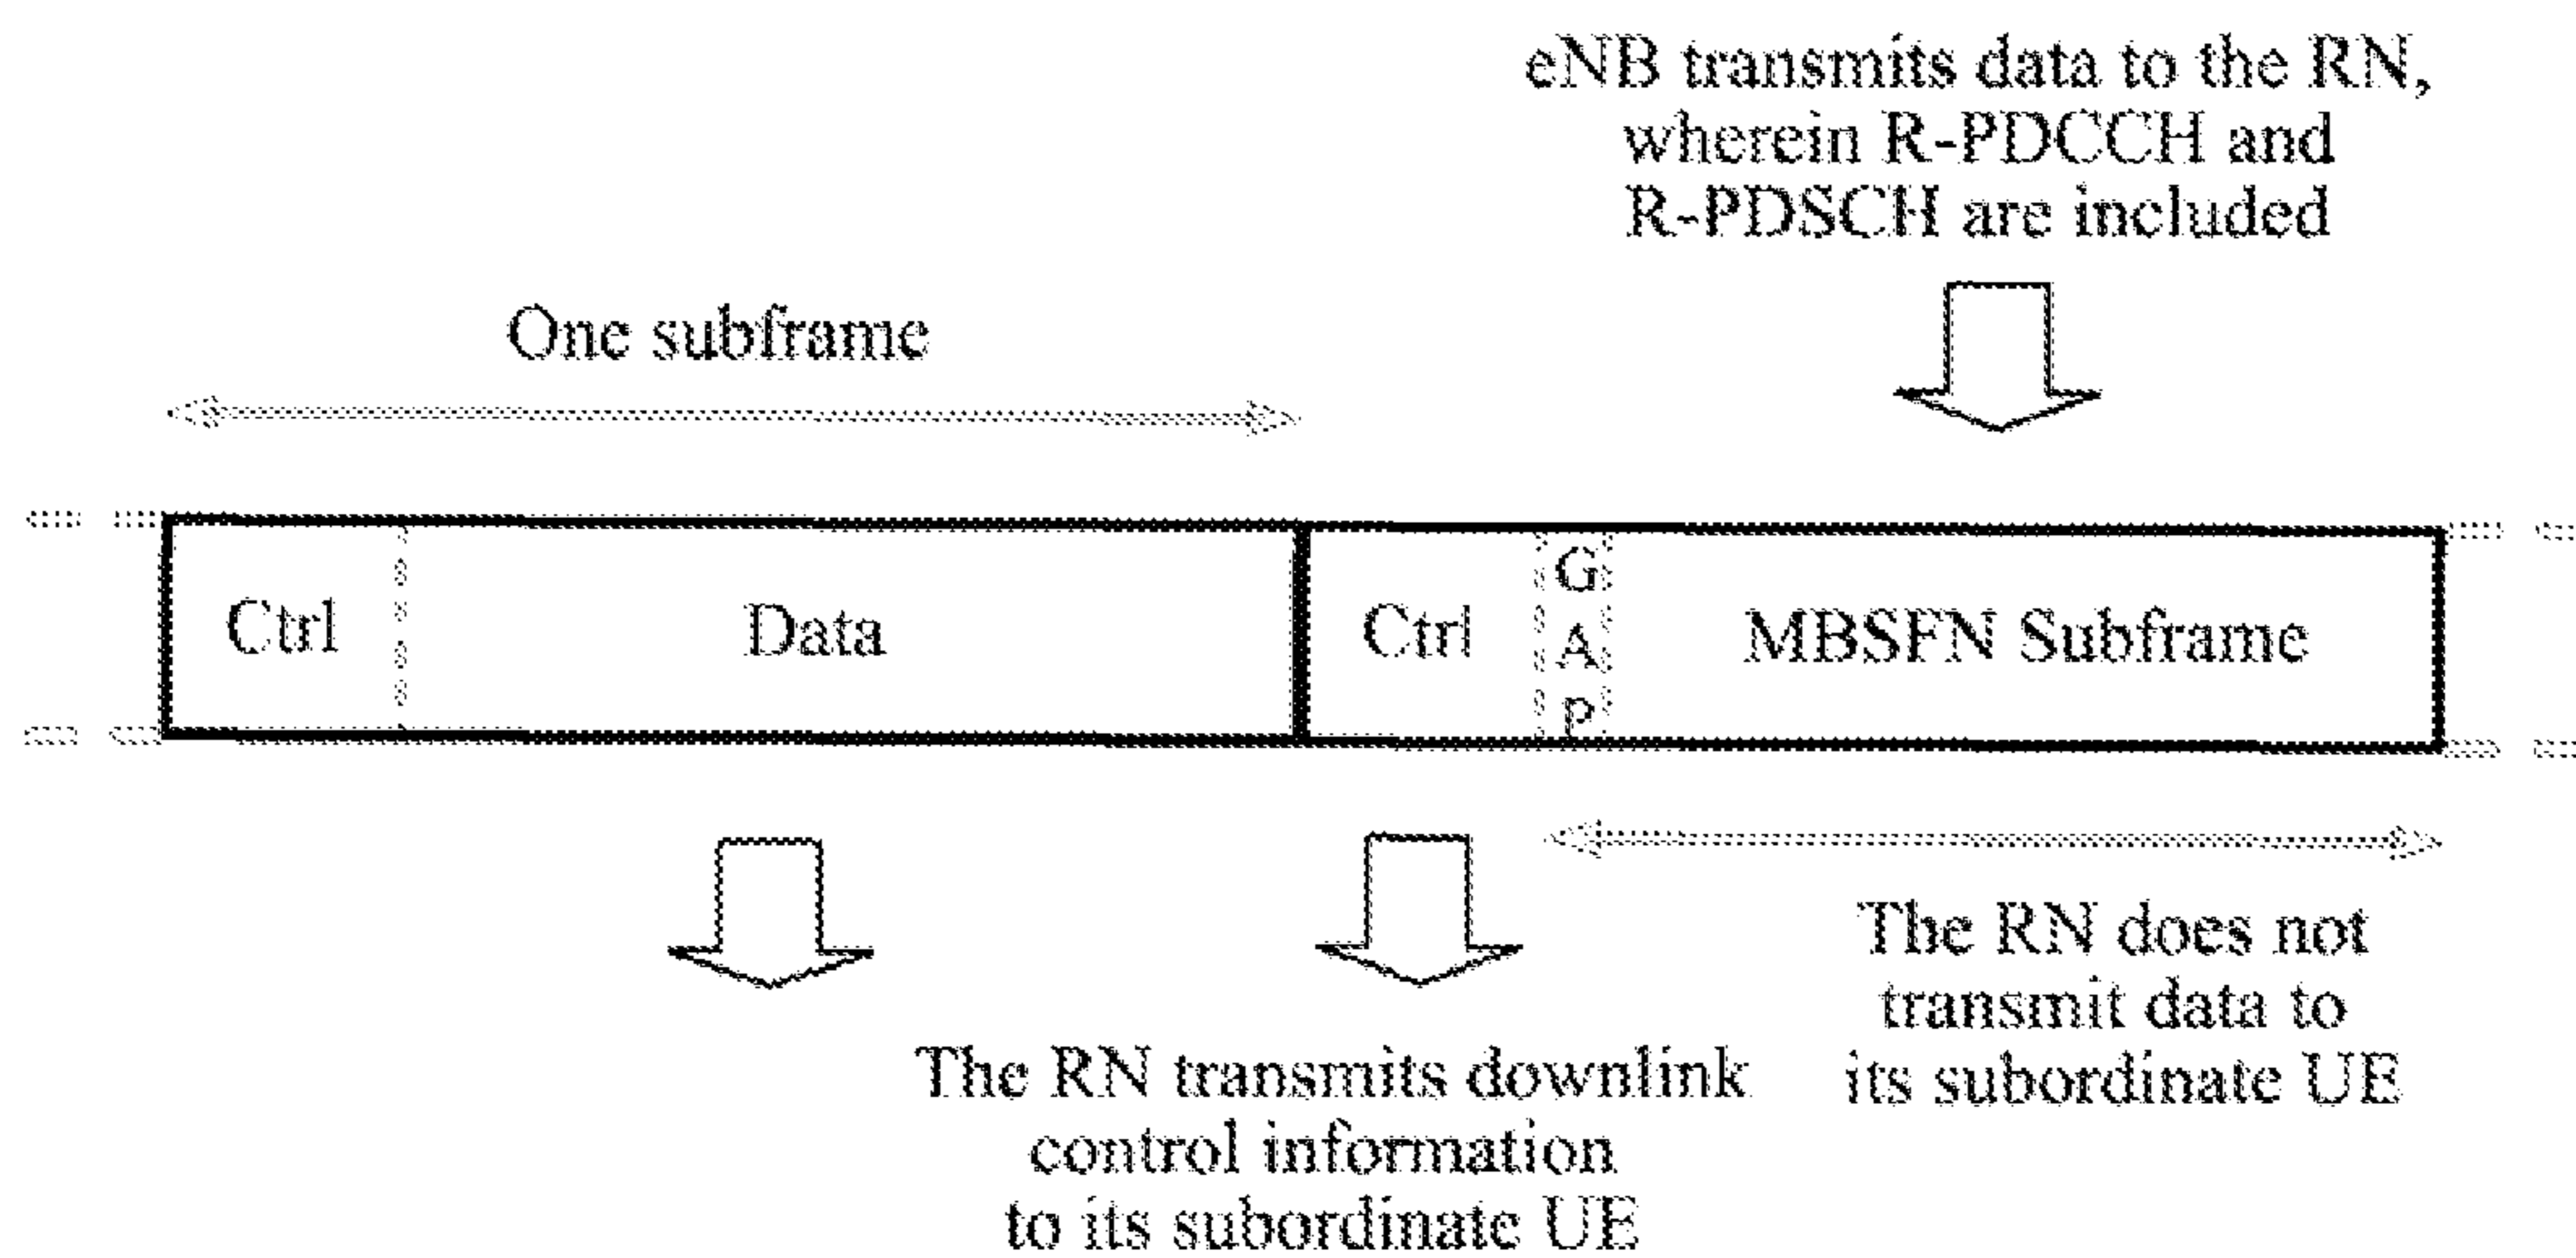 eNB transmits data to the RN,
wherein R-PDCCH and
R-PDSCH are included
One subframe
Ctrl
Data
Ctrl
GAP
MBSFN Subframe
The RN transmits downlink
control information
to its subordinate UE
The RN does not
transmit data to
its subordinate UE